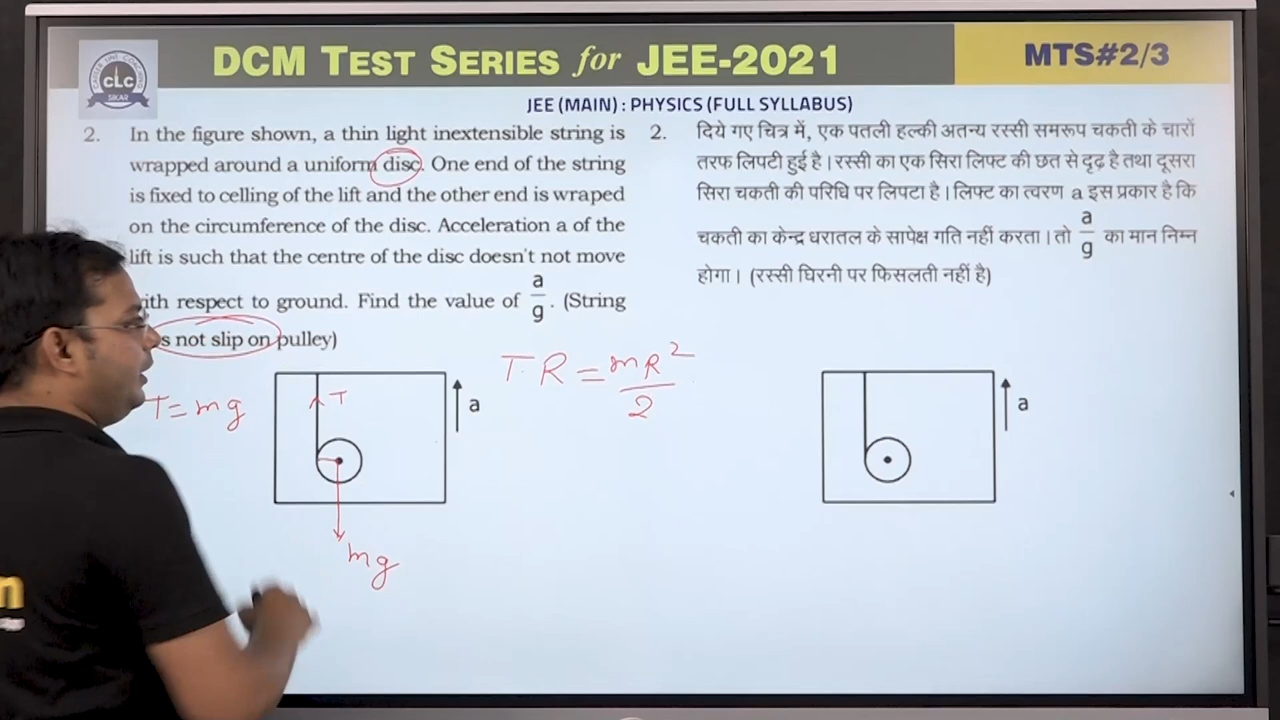 DCM TEST SERIES for JEE-2021
MTS#2/3
CLC
SIKAR
JEE (MAIN) : PHYSICS (FULL SYLLABUS)
2. In the figure shown, a thin light inextensible string is
wrapped around a uniform disc. One end of the string
is fixed to celling of the lift and the other end is wraped
on the circumference of the disc. Acceleration a of the
lift is such that the centre of the disc doesn't not move
ith respect to ground. Find the value of a/g. (String
s not slip on pulley)
T=mg
T
a
mg
T.R = mR²/2
2. दिये गए चित्र में, एक पतली हल्की अतन्य रस्सी समरूप चकती के चारों
तरफ लिपटी हुई है। रस्सी का एक सिरा लिफ्ट की छत से दृढ़ है तथा दूसरा
सिरा चकती की परिधि पर लिपटा है। लिफ्ट का त्वरण a इस प्रकार है कि
चकती का केन्द्र धरातल के सापेक्ष गति नहीं करता। तो a/g का मान निम्न
होगा। (रस्सी घिरनी पर फिसलती नहीं है)
a